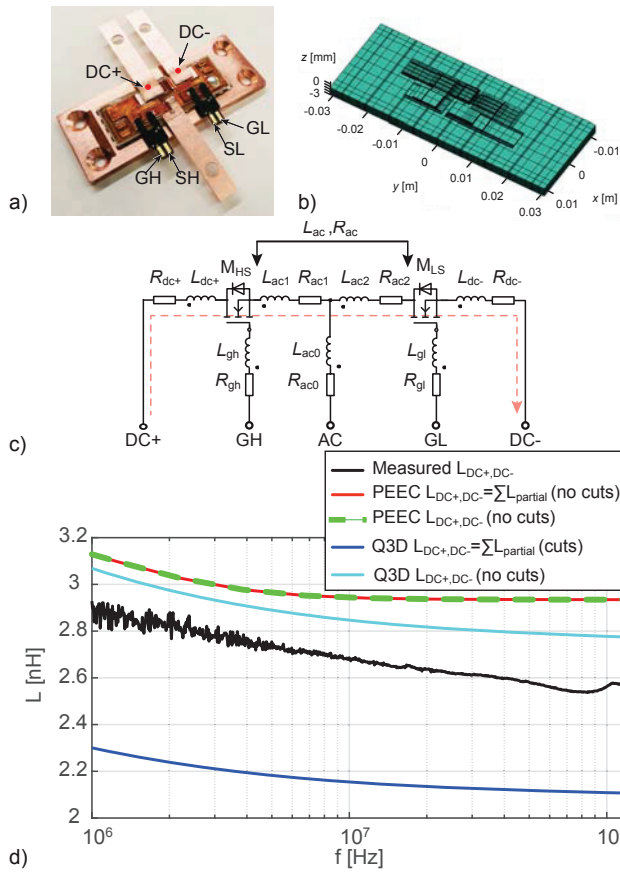 a)
DC-
DC+
GL
SL
GH
SH
b)
z [mm]
0
-3
-0.03
-0.02
-0.01
0
0.01
0.02
0.03
y [m]
-0.01
0
0.01
x [m]
Lac ,Rac
MHS
MLS
Rdc+
Ldc+
Lac1
Rac1
Lac2
Rac2
Ldc-
Rdc-
Lgh
Lac0
Lgl
Rgh
Rac0
Rgl
DC+
GH
AC
GL
DC-
c)
Measured LDC+,DC-
PEEC LDC+,DC-=∑Lpartial (no cuts)
PEEC LDC+,DC- (no cuts)
Q3D LDC+,DC-=∑Lpartial (cuts)
Q3D LDC+,DC- (no cuts)
3.2
3
2.8
2.6
2.4
2.2
2
L [nH]
10⁶
10⁷
f [Hz]
d)